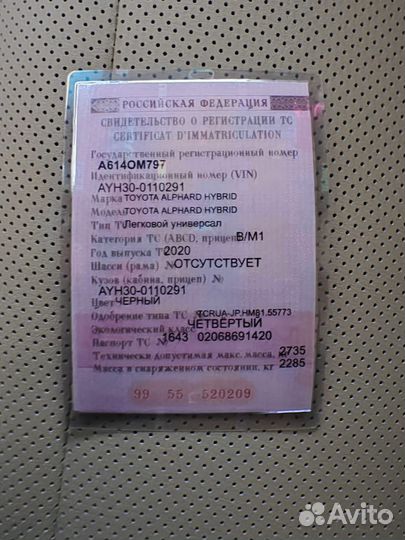 РОССИЙСКАЯ ФЕДЕРАЦИЯ
СВИДЕТЕЛЬСТВО О РЕГИСТРАЦИИ ТС
CERTIFICAT D'IMMATRICULATION
Государственный регистрационный номер
А614ОМ797
Идентификационный номер (VIN)
AYH30-0110291
Марка TOYOTA ALPHARD HYBRID
Модель TOYOTA ALPHARD HYBRID
Тип ТС Легковой универсал
Категория ТС (ABCD, прицеп) B/M1
Год выпуска ТС 2020
Шасси (рама) № ОТСУТСТВУЕТ
Кузов (кабина, прицеп) №
AYH30-0110291
Цвет ЧЕРНЫЙ
Одобрение типа ТС № TCRUA-JP.HM81.55773
Экологический класс ЧЕТВЁРТЫЙ
Паспорт ТС № 1643 02068691420
Технически допустимая макс. масса, кг 2735
Масса в снаряженном состоянии, кг 2285
99 55 520209
Avito